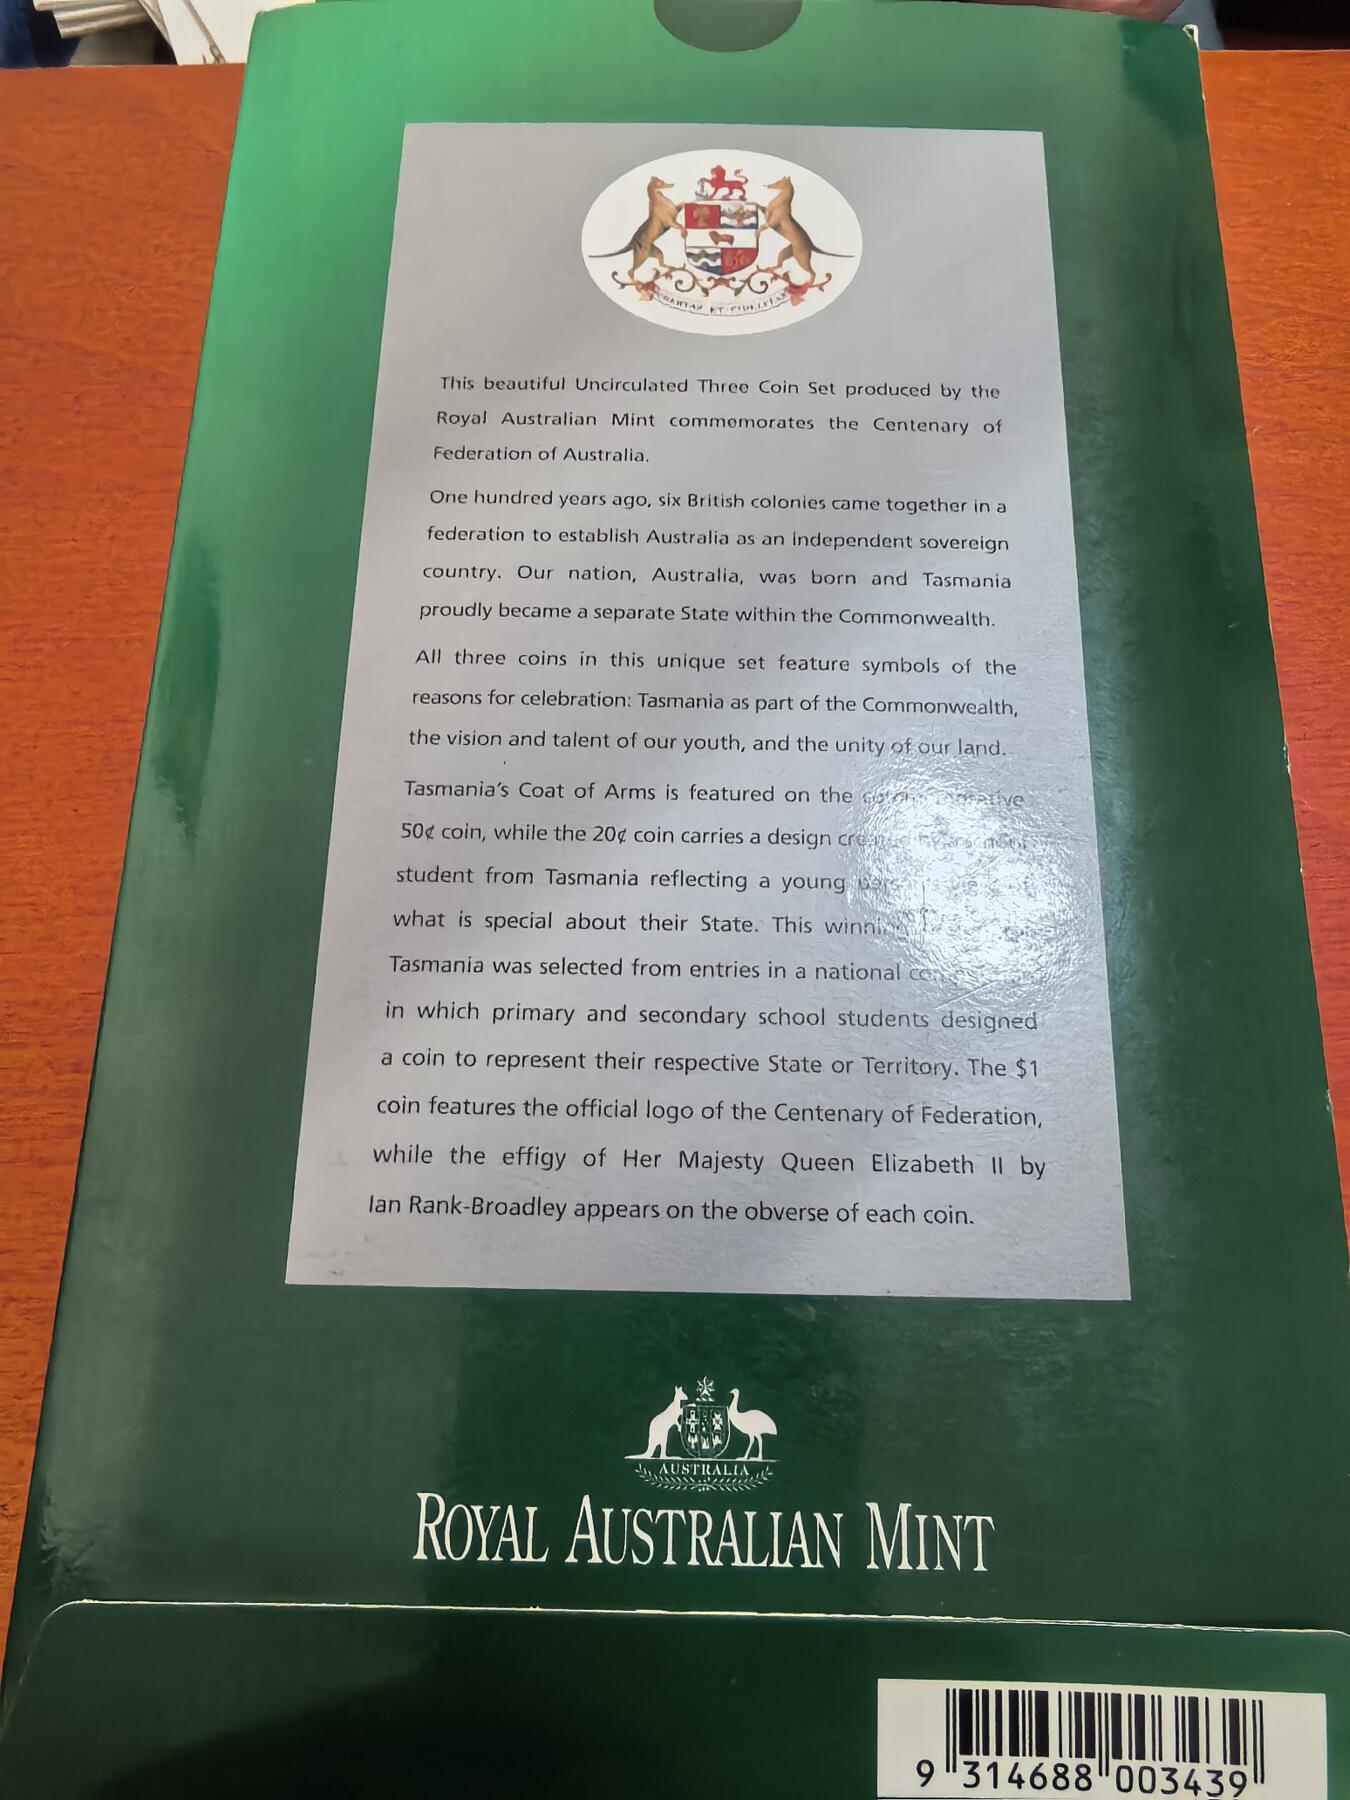 ET
This beautiful Uncirculated Three Coin Set produced by the
Royal Australian Mint commemorates the Centenary of
Federation of Australia.
One hundred years ago, six British colonies came together in a
federation to establish Australia as an independent sovereign
country. Our nation, Australia, was born and Tasmania
proudly became a separate State within the Commonwealth.
All three coins in this unique set feature symbols of the
reasons for celebration: Tasmania as part of the Commonwealth,
the vision and talent of our youth, and the unity of our land.
Tasmania's Coat of Arms is featured on the commemorative
50¢ coin, while the 20¢ coin carries a design
student from Tasmania reflecting a young
what is special about their State. This
Tasmania was selected from entries in a national
in which primary and secondary school students designed
a coin to represent their respective State or Territory. The $1
coin features the official logo of the Centenary of Federation,
while the effigy of Her Majesty Queen Elizabeth II by
Ian Rank-Broadley appears on the obverse of each coin.
AUSTRALIA
ROYAL AUSTRALIAN MINT
9 314688 003439